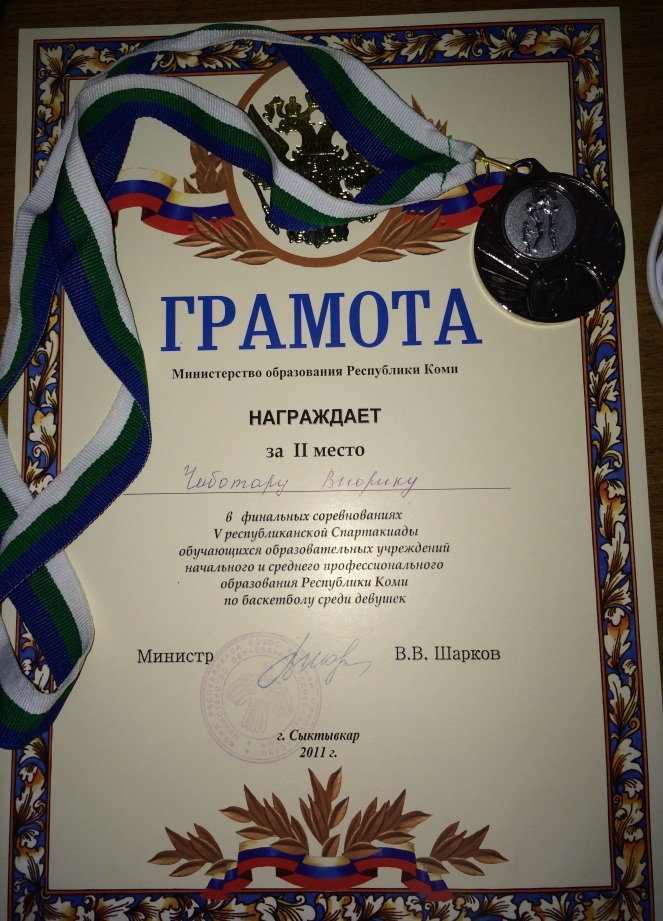 ГРАМОТА
Министерство образования Республики Коми
НАГРАЖДАЕТ
за II место
Чеботару Виорику
в финальных соревнованиях
V республиканской Спартакиады
обучающихся образовательных учреждений
начального и среднего профессионального
образования Республики Коми
по баскетболу среди девушек
Министр В.В. Шарков
г. Сыктывкар
2011 г.